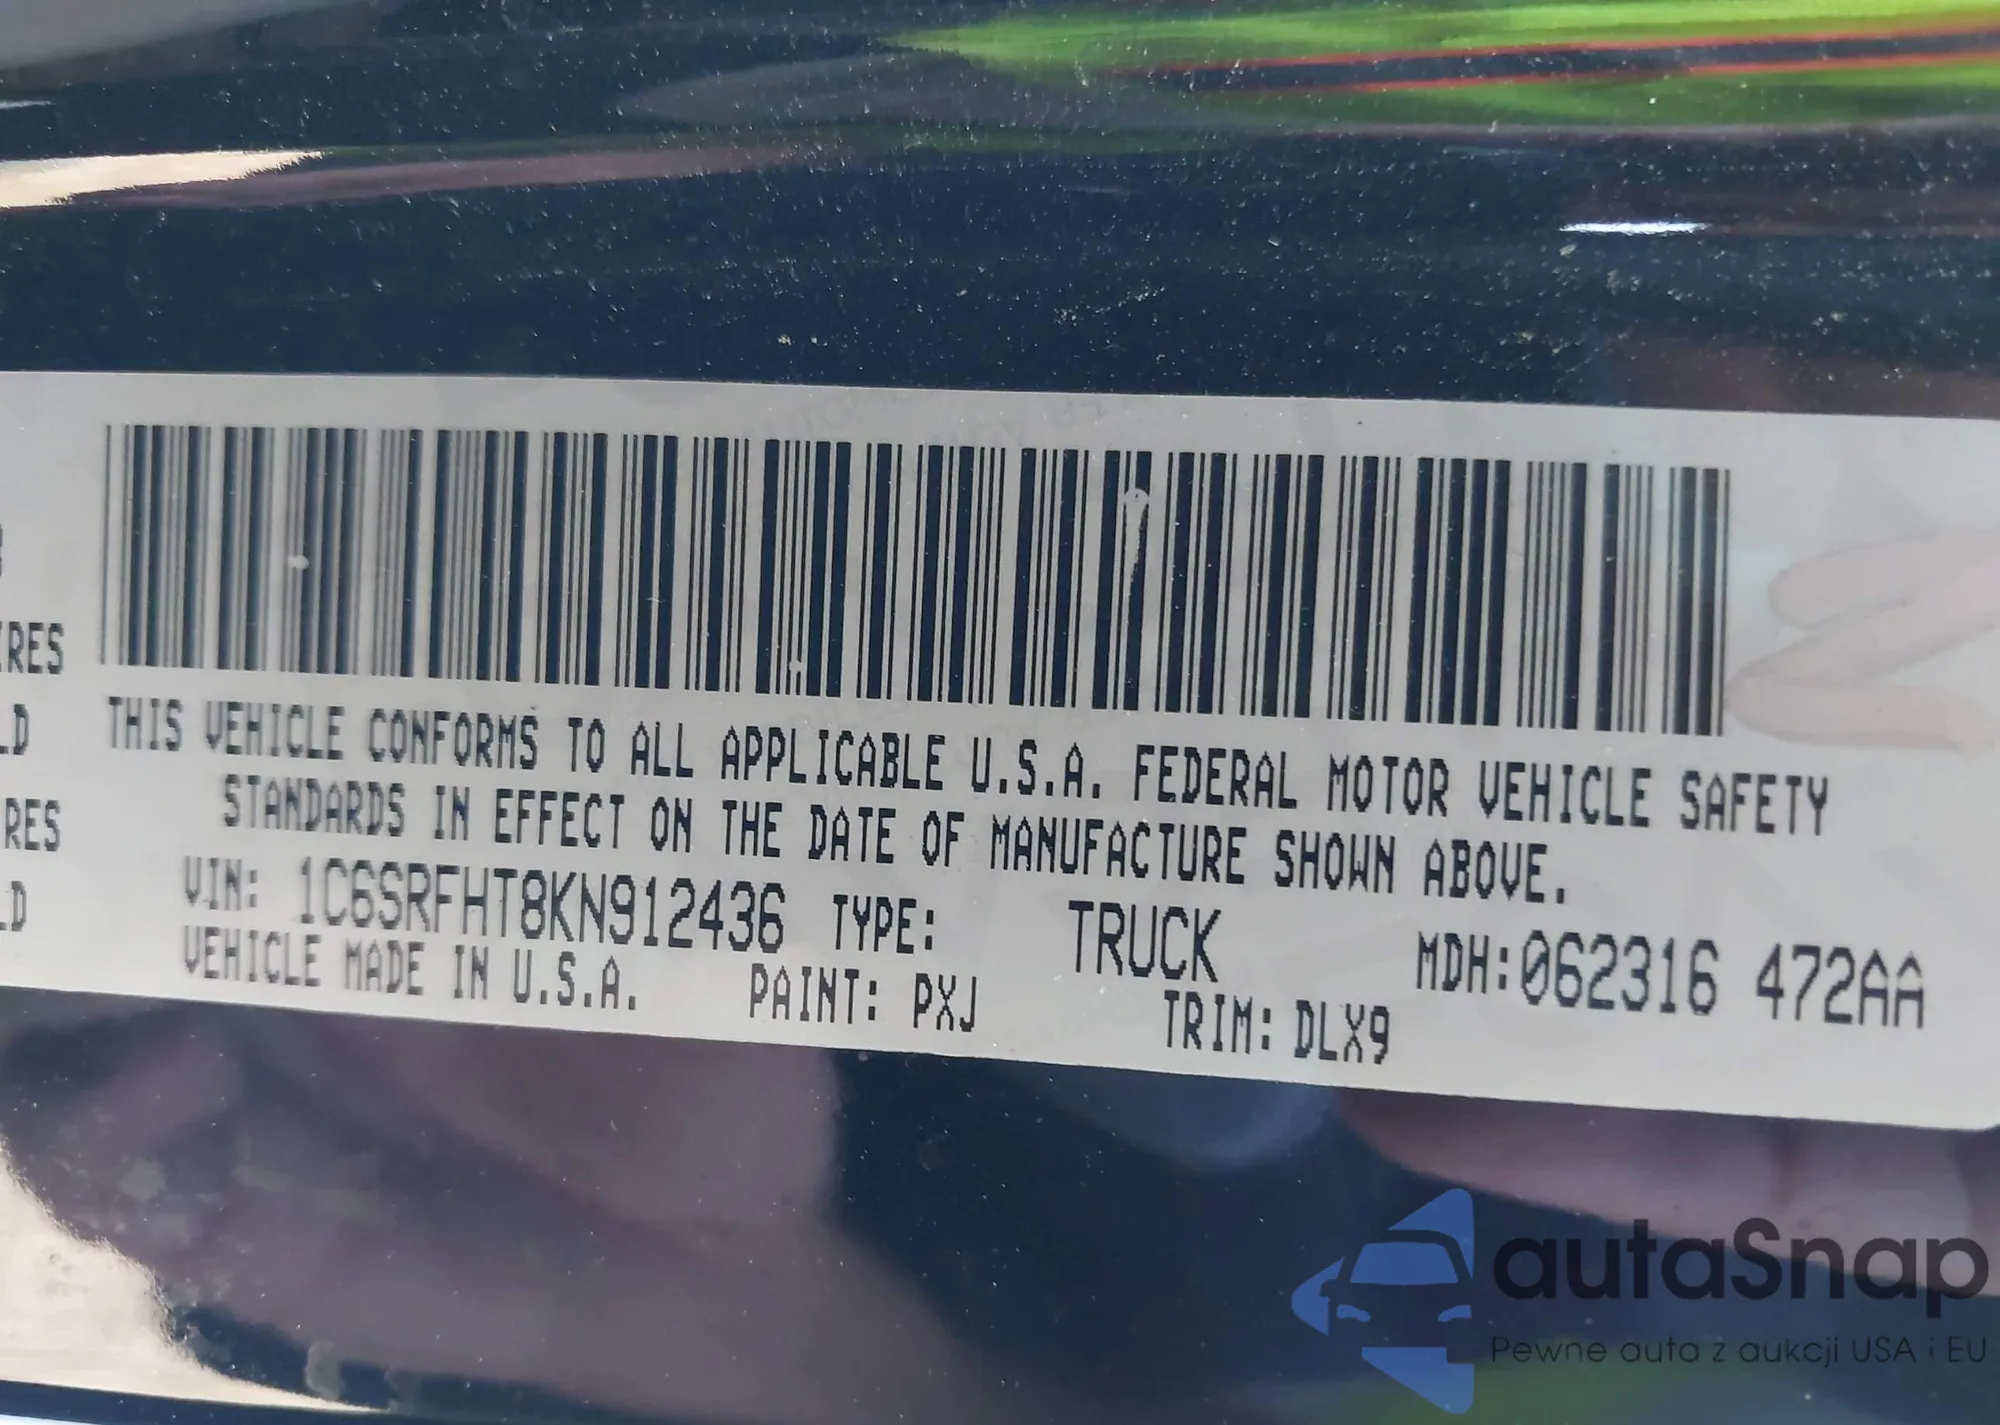 IRES
LD
RES
LD
THIS VEHICLE CONFORMS TO ALL APPLICABLE U.S.A. FEDERAL MOTOR VEHICLE SAFETY
STANDARDS IN EFFECT ON THE DATE OF MANUFACTURE SHOWN ABOVE.
VIN: 1C6SRFHT8KN912436 TYPE: TRUCK MDH:062316 472AA
VEHICLE MADE IN U.S.A. PAINT: PXJ TRIM: DLX9
autaSnap
Pewne auta z aukcji USA i EU